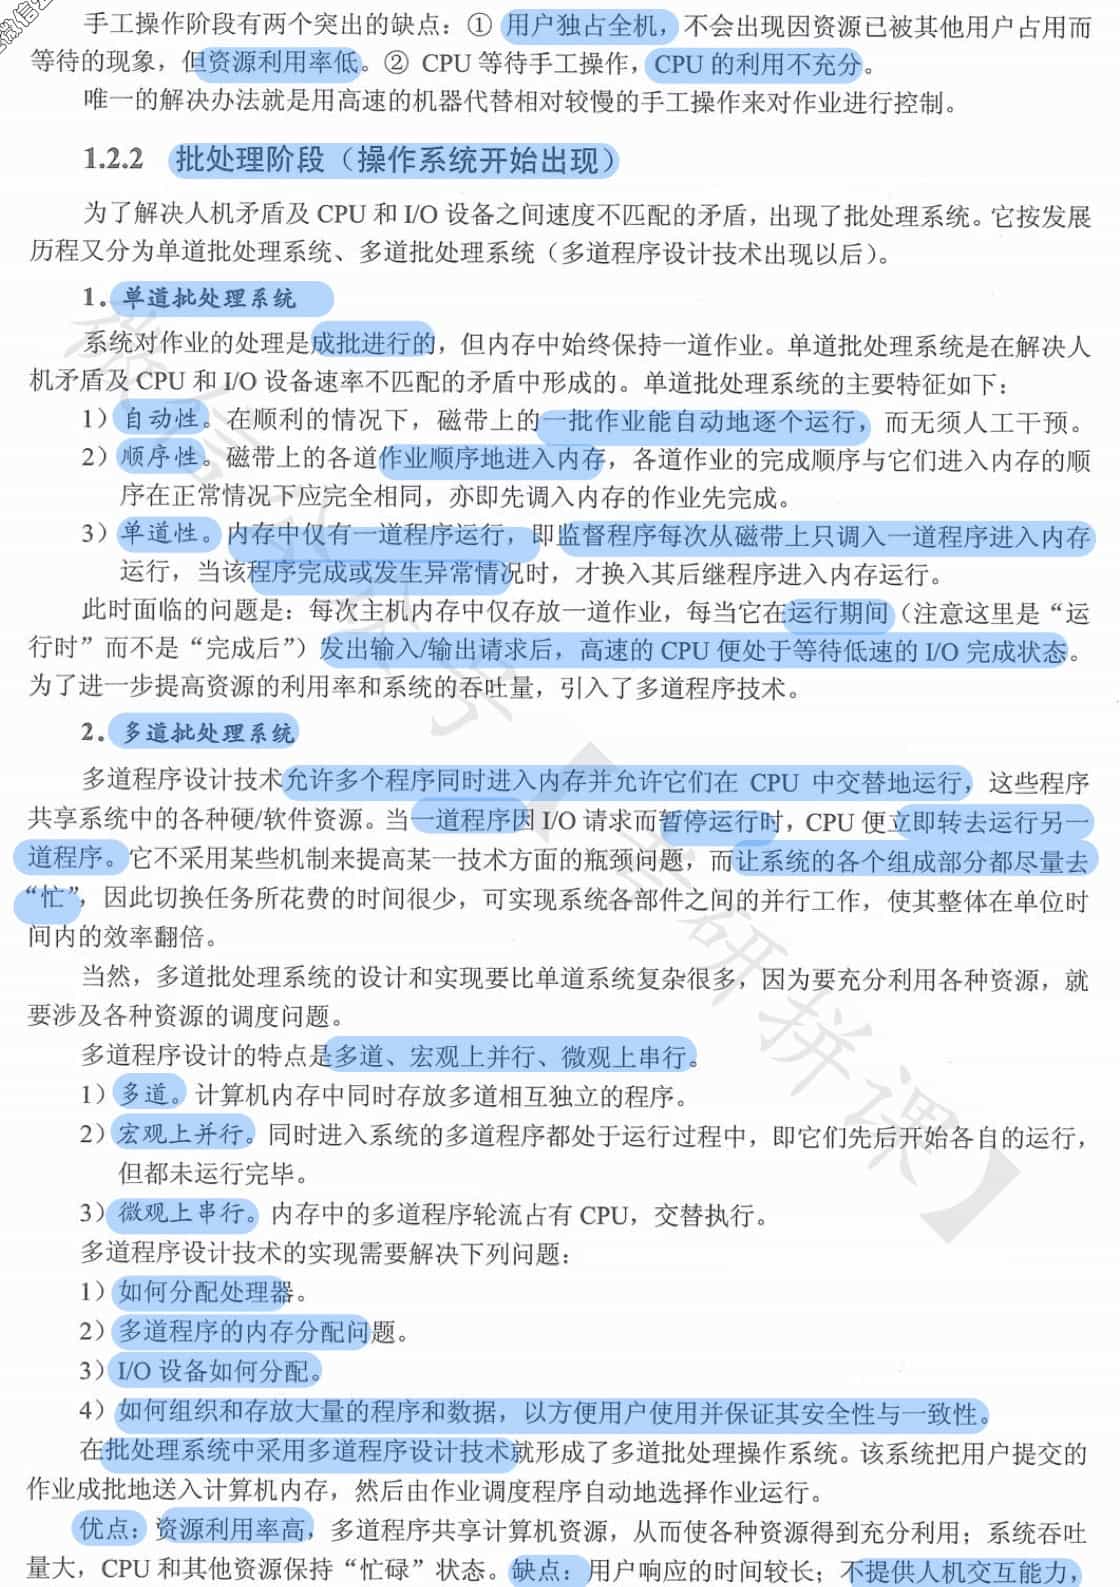 手工操作阶段有两个突出的缺点：① 用户独占全机，不会出现因资源已被其他用户占用而
等待的现象，但资源利用率低。② CPU 等待手工操作，CPU 的利用不充分。
唯一的解决办法就是用高速的机器代替相对较慢的手工操作来对作业进行控制。
1.2.2 批处理阶段（操作系统开始出现）
为了解决人机矛盾及 CPU 和 I/O 设备之间速度不匹配的矛盾，出现了批处理系统。它按发展
历程又分为单道批处理系统、多道批处理系统（多道程序设计技术出现以后）。
1. 单道批处理系统
系统对作业的处理是成批进行的，但内存中始终保持一道作业。单道批处理系统是在解决人
机矛盾及 CPU 和 I/O 设备速率不匹配的矛盾中形成的。单道批处理系统的主要特征如下：
1）自动性。在顺利的情况下，磁带上的一批作业能自动地逐个运行，而无须人工干预。
2）顺序性。磁带上的各道作业顺序地进入内存，各道作业的完成顺序与它们进入内存的顺
序在正常情况下应完全相同，亦即先调入内存的作业先完成。
3）单道性。内存中仅有一道程序运行，即监督程序每次从磁带上只调入一道程序进入内存
运行，当该程序完成或发生异常情况时，才换入其后继程序进入内存运行。
此时面临的问题是：每次主机内存中仅存放一道作业，每当它在运行期间（注意这里是“运
行时”而不是“完成后”）发出输入/输出请求后，高速的 CPU 便处于等待低速的 I/O 完成状态。
为了进一步提高资源的利用率和系统的吞吐量，引入了多道程序技术。
2. 多道批处理系统
多道程序设计技术允许多个程序同时进入内存并允许它们在 CPU 中交替地运行，这些程序
共享系统中的各种硬/软件资源。当一道程序因 I/O 请求而暂停运行时，CPU 便立即转去运行另一
道程序。它不采用某些机制来提高某一技术方面的瓶颈问题，而让系统的各个组成部分都尽量去
“忙”，因此切换任务所花费的时间很少，可实现系统各部件之间的并行工作，使其整体在单位时
间内的效率翻倍。
当然，多道批处理系统的设计和实现要比单道系统复杂很多，因为要充分利用各种资源，就
要涉及各种资源的调度问题。
多道程序设计的特点是多道、宏观上并行、微观上串行。
1）多道。计算机内存中同时存放多道相互独立的程序。
2）宏观上并行。同时进入系统的多道程序都处于运行过程中，即它们先后开始各自的运行，
但都未运行完毕。
3）微观上串行。内存中的多道程序轮流占有 CPU，交替执行。
多道程序设计技术的实现需要解决下列问题：
1）如何分配处理器。
2）多道程序的内存分配问题。
3）I/O 设备如何分配。
4）如何组织和存放大量的程序和数据，以方便用户使用并保证其安全性与一致性。
在批处理系统中采用多道程序设计技术就形成了多道批处理操作系统。该系统把用户提交的
作业成批地送入计算机内存，然后由作业调度程序自动地选择作业运行。
优点：资源利用率高，多道程序共享计算机资源，从而使各种资源得到充分利用；系统吞吐
量大，CPU 和其他资源保持“忙碌”状态。缺点：用户响应的时间较长；不提供人机交互能力，